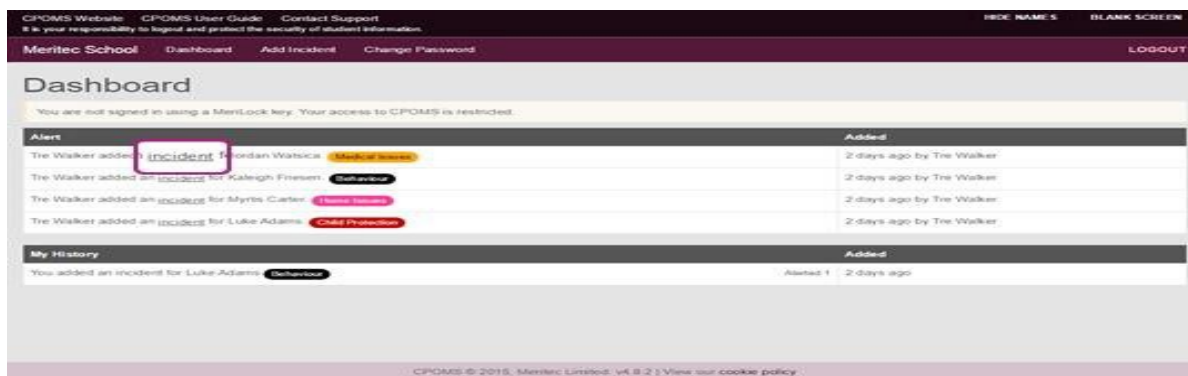 CPOMS Website CPOMS User Guide Contact Support HIDE NAMES BLANK SCREEN
It is your responsibility to logout and protect the security of student information.
Meritec School Dashboard Add Incident Change Password LOGOUT
Dashboard
You are not signed in using a MeriLock key. Your access to CPOMS is restricted.
Alert Added
Tre Walker added incident Jordan Watsica. Medical Issues 2 days ago by Tre Walker
Tre Walker added an incident for Kaleigh Friesen. Behaviour 2 days ago by Tre Walker
Tre Walker added an incident for Myrtis Carter. Home Issues 2 days ago by Tre Walker
Tre Walker added an incident for Luke Adams. Child Protection 2 days ago by Tre Walker
My History Added
You added an incident for Luke Adams. Behaviour Alerted 1 2 days ago
CPOMS © 2015, Meritec Limited. v4.8.2 | View our cookie policy